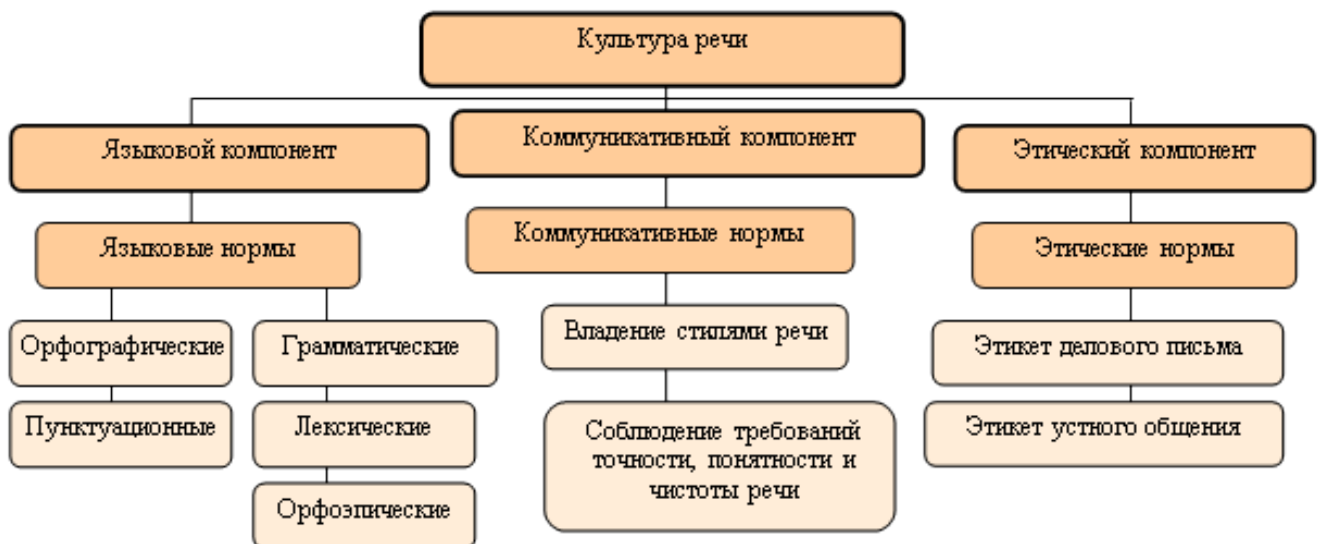 Культура речи
Языковой компонент
Коммуникативный компонент
Этический компонент
Языковые нормы
Коммуникативные нормы
Этические нормы
Орфографические
Грамматические
Владение стилями речи
Этикет делового письма
Пунктуационные
Лексические
Соблюдение требований
точности, понятности и
чистоты речи
Этикет устного общения
Орфоэпические